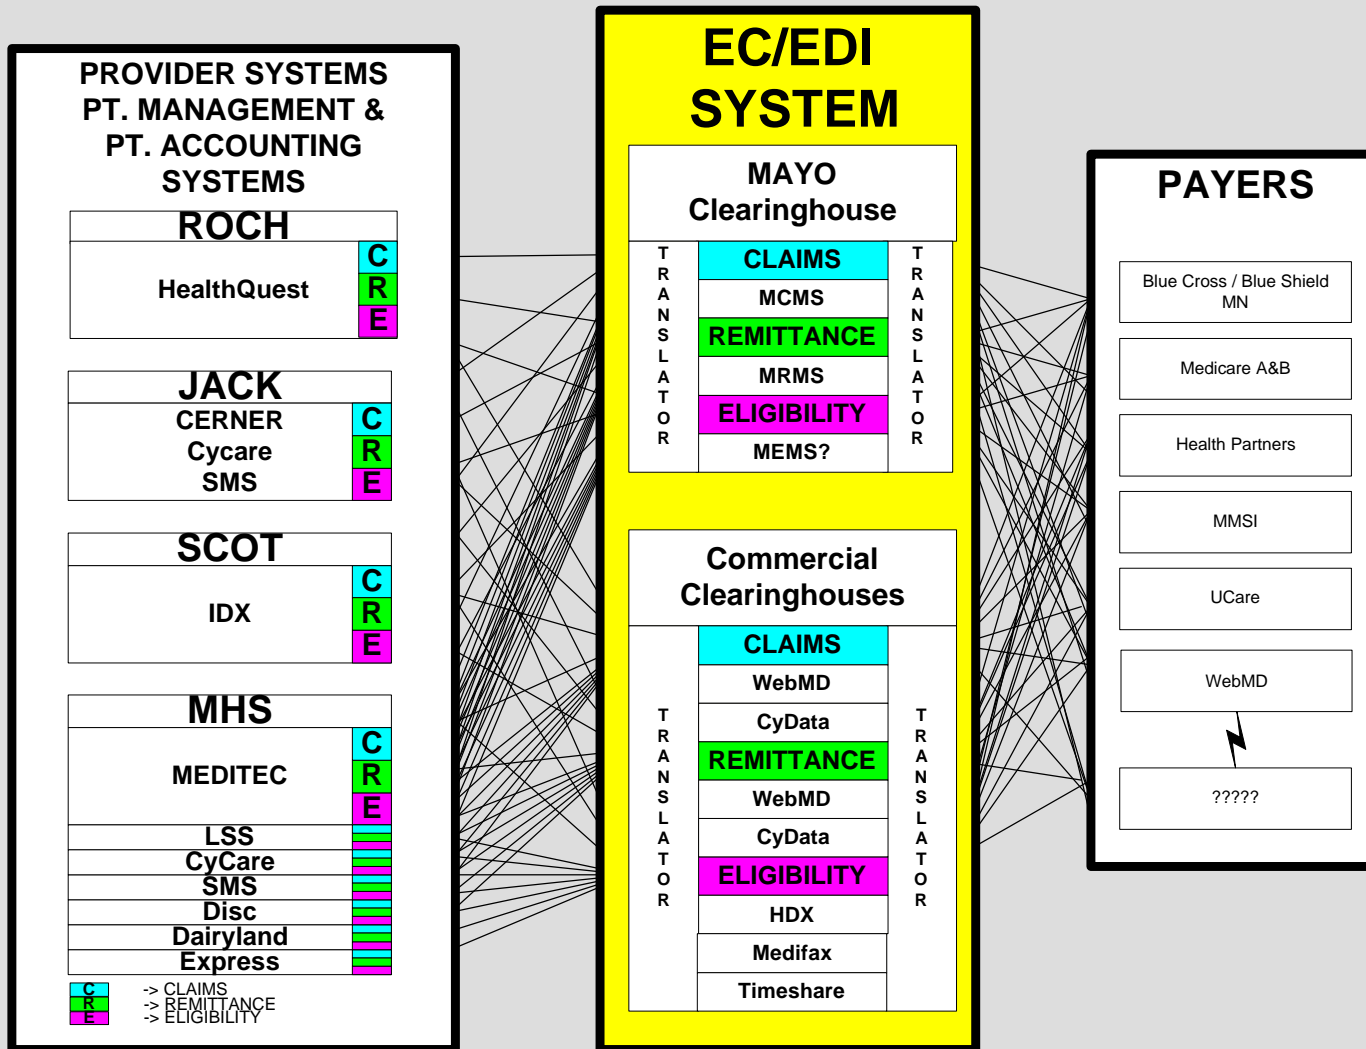 PROVIDER SYSTEMS
PT. MANAGEMENT &
PT. ACCOUNTING
SYSTEMS
ROCH
HealthQuest
C
R
E
JACK
CERNER
Cycare
SMS
C
R
E
SCOT
IDX
C
R
E
MHS
MEDITEC
C
R
E
LSS
CyCare
SMS
Disc
Dairyland
Express
C -> CLAIMS
R -> REMITTANCE
E -> ELIGIBILITY
EC/EDI
SYSTEM
MAYO
Clearinghouse
TRANSLATOR
CLAIMS
MCMS
REMITTANCE
MRMS
ELIGIBILITY
MEMS?
TRANSLATOR
Commercial
Clearinghouses
TRANSLATOR
CLAIMS
WebMD
CyData
REMITTANCE
WebMD
CyData
ELIGIBILITY
HDX
Medifax
Timeshare
TRANSLATOR
PAYERS
Blue Cross / Blue Shield
MN
Medicare A&B
Health Partners
MMSI
UCare
WebMD
?????